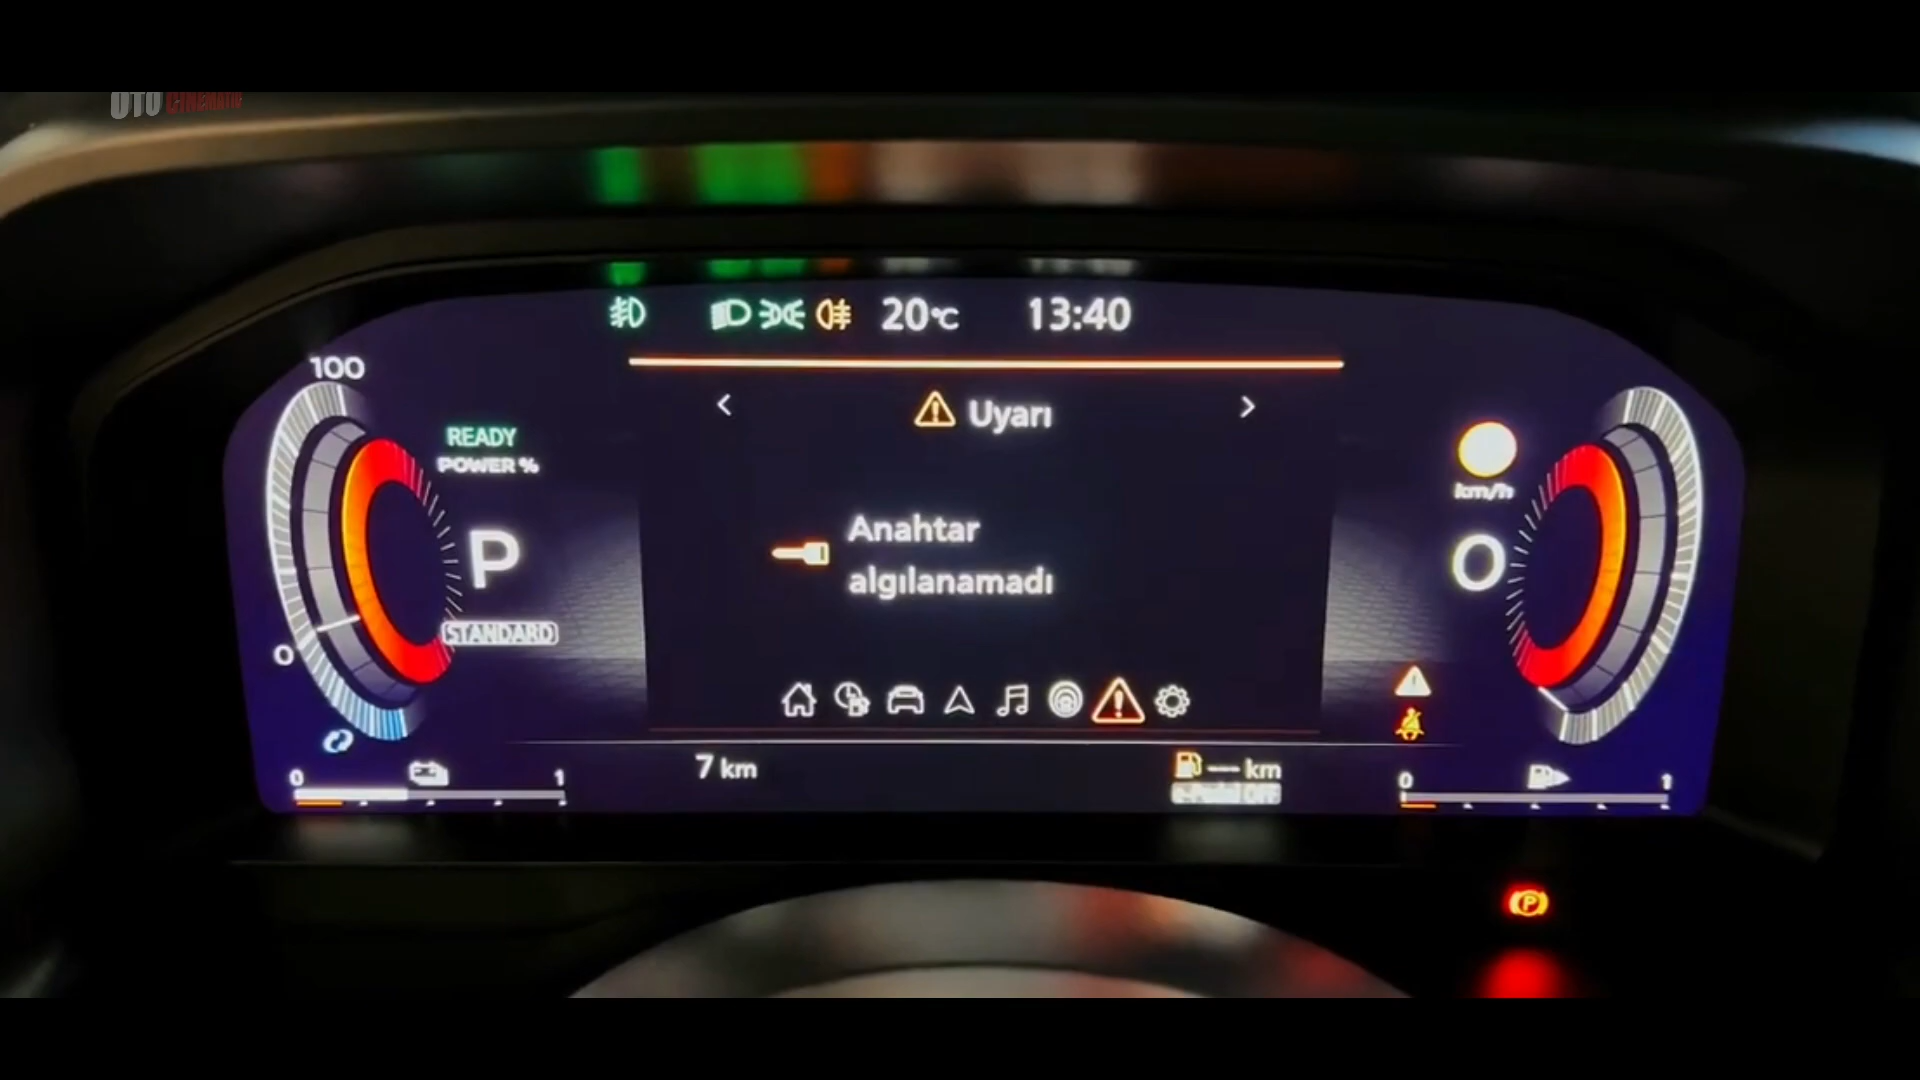 OTO CINEMATIC
20°C 13:40
100
Uyarı
READY
POWER %
km/h
Anahtar
algılanamadı
P
0
STANDARD
0
0 1
7 km
--- km
e-Pedal OFF
0 1
P